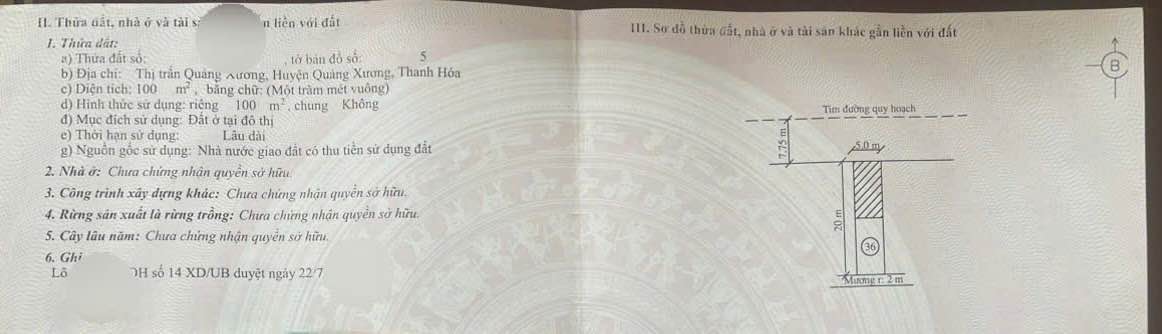 II. Thửa đất, nhà ở và tài s n liền với đất
1. Thửa đất:
a) Thửa đất số: , tờ bản đồ số: 5
b) Địa chỉ: Thị trấn Quảng Xương, Huyện Quảng Xương, Thanh Hóa
c) Diện tích: 100 m², bằng chữ: (Một trăm mét vuông)
d) Hình thức sử dụng: riêng 100 m², chung Không
đ) Mục đích sử dụng: Đất ở tại đô thị
e) Thời hạn sử dụng: Lâu dài
g) Nguồn gốc sử dụng: Nhà nước giao đất có thu tiền sử dụng đất
2. Nhà ở: Chưa chứng nhận quyền sở hữu.
3. Công trình xây dựng khác: Chưa chứng nhận quyền sở hữu.
4. Rừng sản xuất là rừng trồng: Chưa chứng nhận quyền sở hữu.
5. Cây lâu năm: Chưa chứng nhận quyền sở hữu.
6. Ghi
Lô ĐH số 14 XD/UB duyệt ngày 22/7
III. Sơ đồ thửa đất, nhà ở và tài sản khác gắn liền với đất
B
Tim đường quy hoạch
7.75 m
5.0 m
20 m
36
Mương r: 2 m